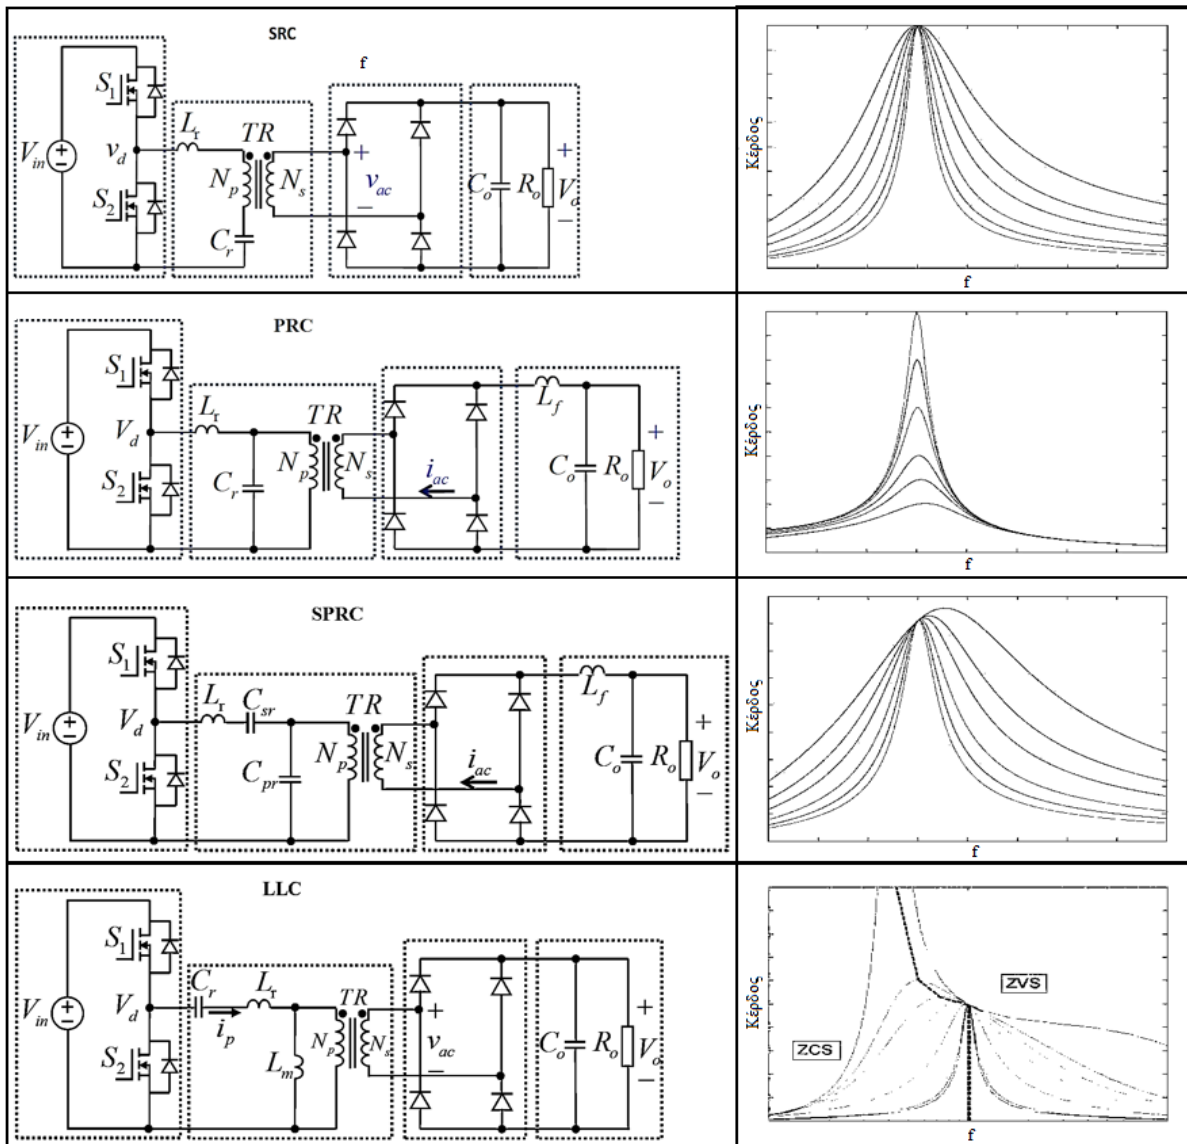 SRC
f
S1
Lr
TR
Vin
vd
Np
Ns
+
vac
−
S2
Cr
Co
Ro
+
Vo
−
Κέρδος
f
PRC
S1
Lr
TR
Vin
Vd
Np
Ns
S2
Cr
iac
Lf
Co
Ro
+
Vo
−
Κέρδος
f
SPRC
S1
Lr
Csr
TR
Vin
Vd
Np
Ns
S2
Cpr
iac
Lf
Co
Ro
+
Vo
−
Κέρδος
f
LLC
S1
Cr
Lr
TR
Vin
Vd
ip
Np
Ns
S2
Lm
+
vac
−
Co
Ro
+
Vo
−
Κέρδος
ZVS
ZCS
f